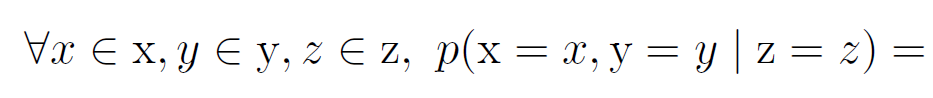 ∀x ∈ x, y ∈ y, z ∈ z, p(x = x, y = y | z = z) =